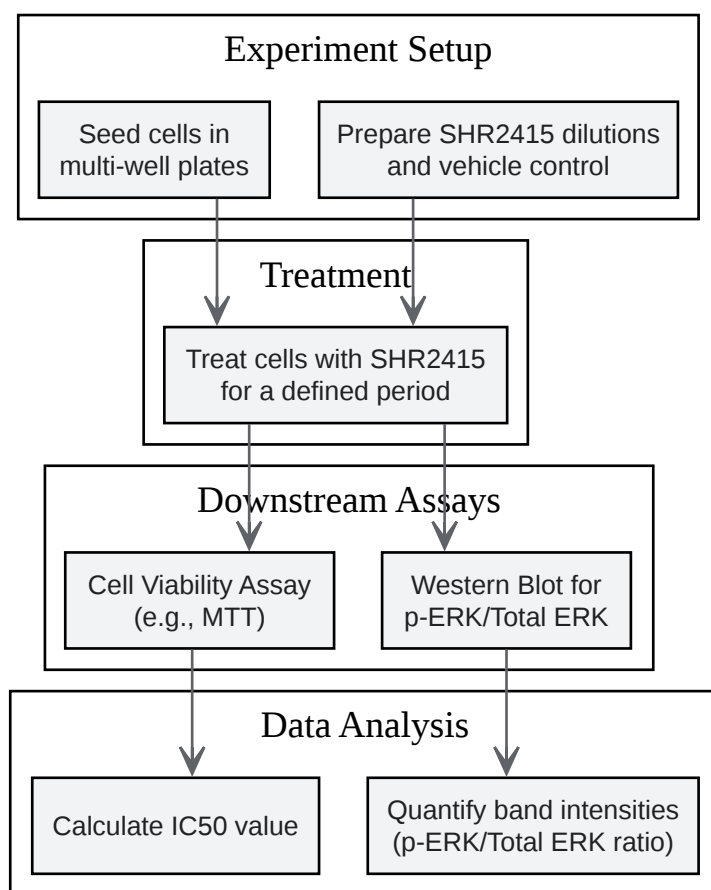 Experiment Setup
Seed cells in
multi-well plates
Prepare SHR2415 dilutions
and vehicle control
Treatment
Treat cells with SHR2415
for a defined period
Downstream Assays
Cell Viability Assay
(e.g., MTT)
Western Blot for
p-ERK/Total ERK
Data Analysis
Calculate IC50 value
Quantify band intensities
(p-ERK/Total ERK ratio)